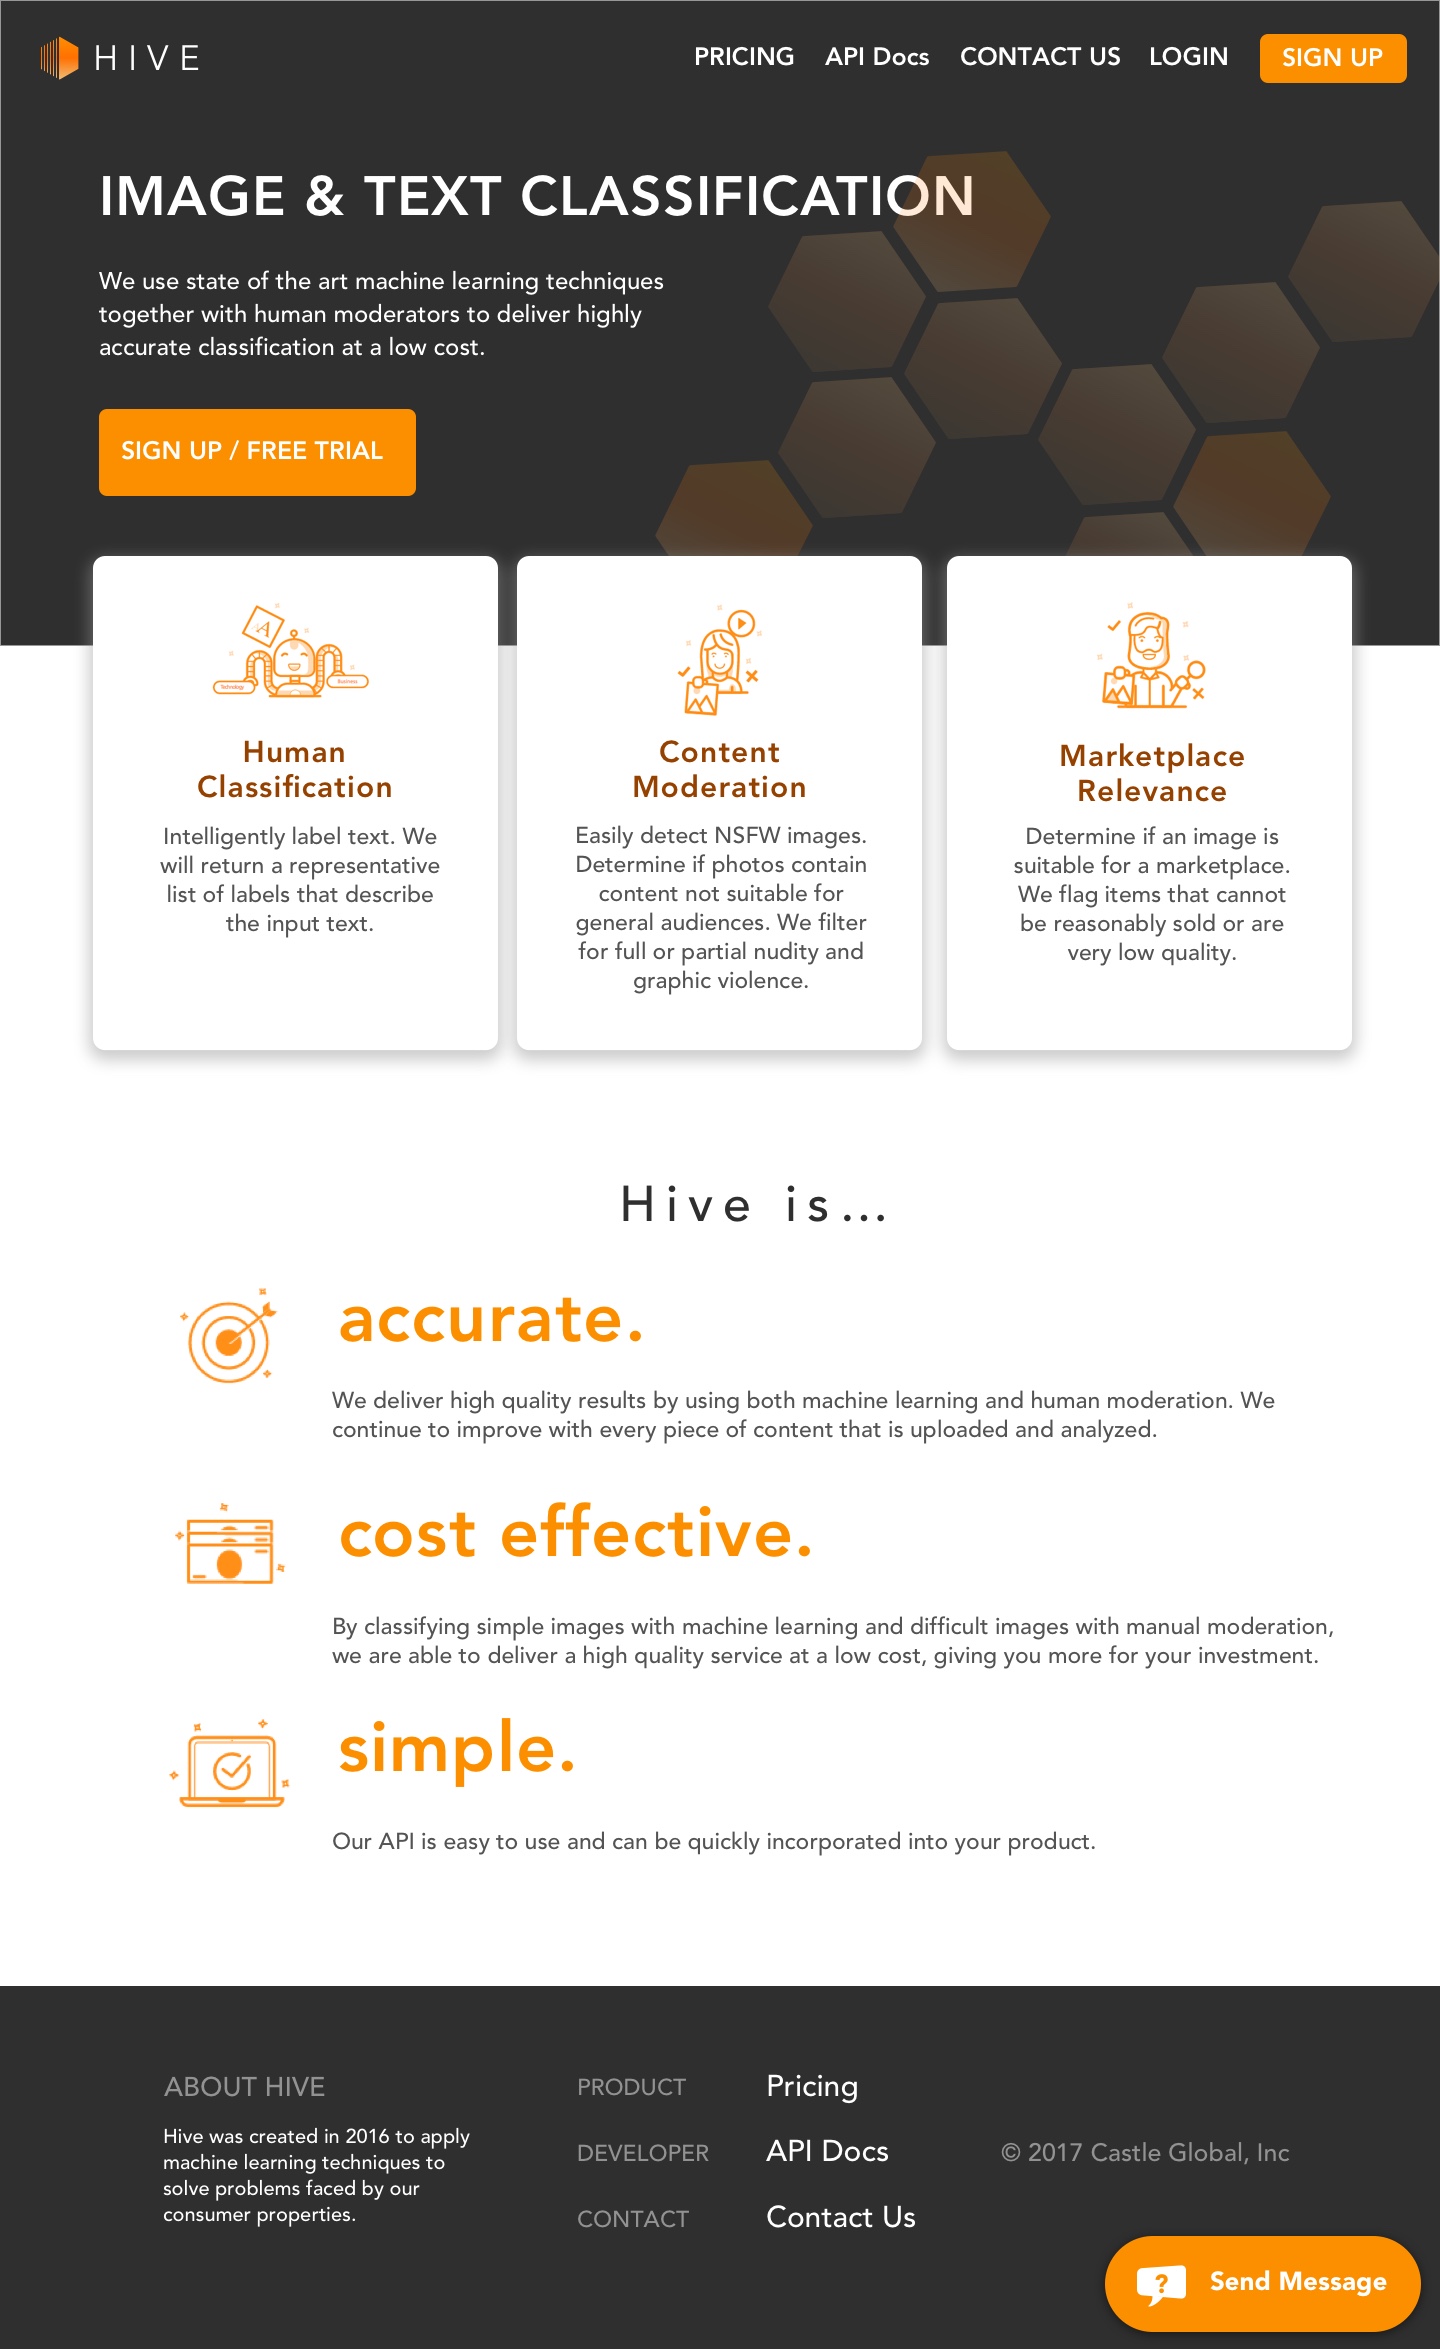 HIVE
PRICING API Docs CONTACT US LOGIN SIGN UP
IMAGE & TEXT CLASSIFICATION
We use state of the art machine learning techniques
together with human moderators to deliver highly
accurate classification at a low cost.
SIGN UP / FREE TRIAL
A
Technology
Business
Human
Classification
Intelligently label text. We
will return a representative
list of labels that describe
the input text.
Content
Moderation
Easily detect NSFW images.
Determine if photos contain
content not suitable for
general audiences. We filter
for full or partial nudity and
graphic violence.
Marketplace
Relevance
Determine if an image is
suitable for a marketplace.
We flag items that cannot
be reasonably sold or are
very low quality.
Hive is...
accurate.
We deliver high quality results by using both machine learning and human moderation. We
continue to improve with every piece of content that is uploaded and analyzed.
cost effective.
By classifying simple images with machine learning and difficult images with manual moderation,
we are able to deliver a high quality service at a low cost, giving you more for your investment.
simple.
Our API is easy to use and can be quickly incorporated into your product.
ABOUT HIVE
Hive was created in 2016 to apply
machine learning techniques to
solve problems faced by our
consumer properties.
PRODUCT Pricing
DEVELOPER API Docs
CONTACT Contact Us
© 2017 Castle Global, Inc
? Send Message